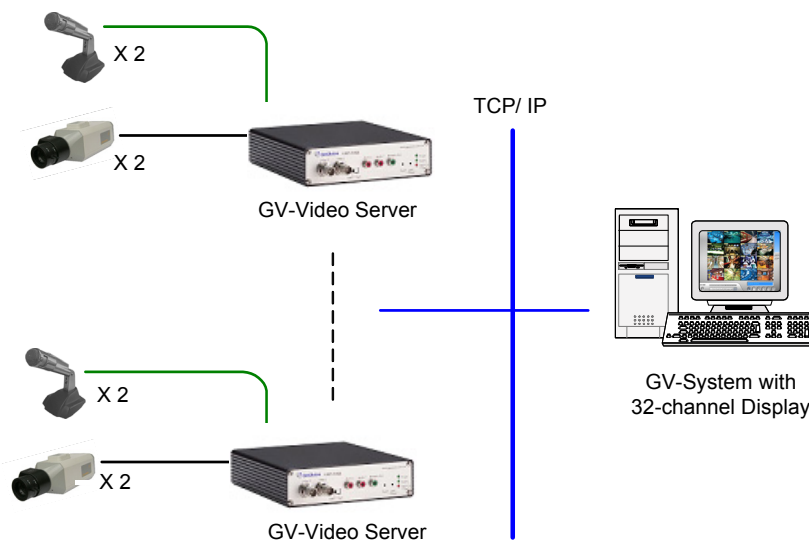 X 2
TCP/ IP
X 2
GV-Video Server
X 2
GV-System with
32-channel Display
X 2
GV-Video Server